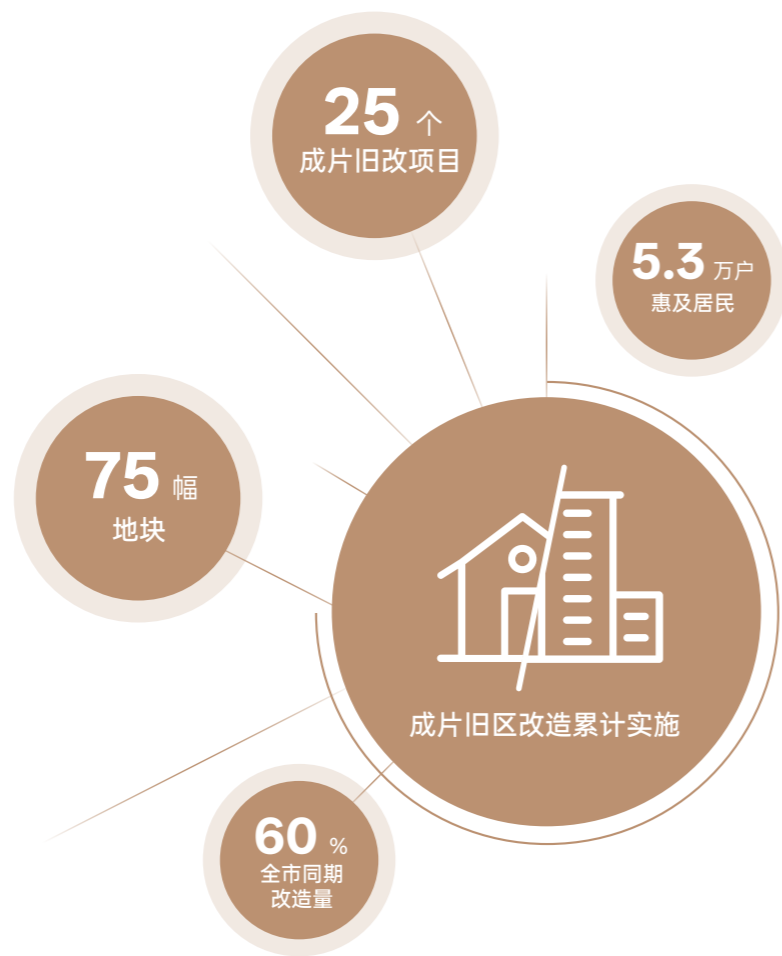 25 个
成片旧改项目
5.3 万户
惠及居民
75 幅
地块
成片旧区改造累计实施
60 %
全市同期
改造量